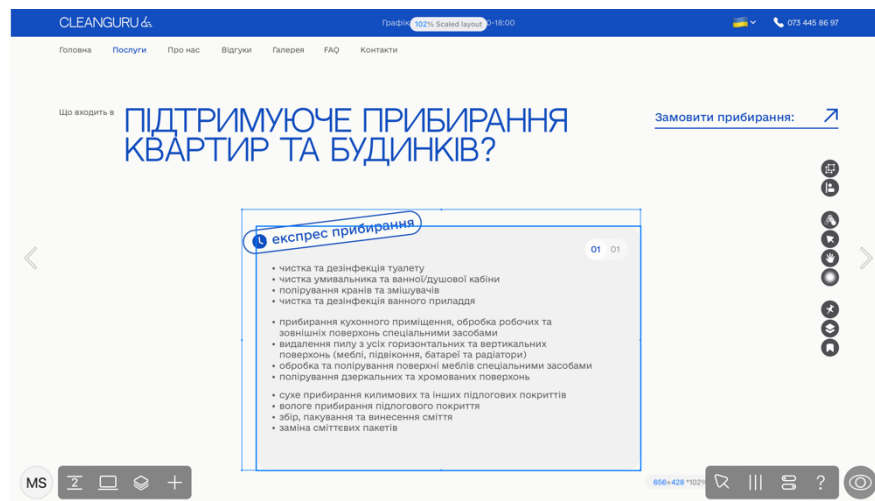 CLEANGURU
Графік 102% Scaled layout 0-18:00
073 445 86 97
Головна Послуги Про нас Відгуки Галерея FAQ Контакти
Що входить в
ПІДТРИМУЮЧЕ ПРИБИРАННЯ
КВАРТИР ТА БУДИНКІВ?
Замовити прибирання:
експрес прибирання
01 01
• чистка та дезінфекція туалету
• чистка умивальника та ванної/душової кабіни
• полірування кранів та змішувачів
• чистка та дезінфекція ванного приладдя
• прибирання кухонного приміщення, обробка робочих та
зовнішніх поверхонь спеціальними засобами
• видалення пилу з усіх горизонтальних та вертикальних
поверхонь (меблі, підвіконня, батареї та радіатори)
• обробка та полірування поверхні меблів спеціальними засобами
• полірування дзеркальних та хромованих поверхонь
• сухе прибирання килимових та інших підлогових покриттів
• вологе прибирання підлогового покриття
• збір, пакування та винесення сміття
• заміна сміттєвих пакетів
MS 2 656×428 *102% ?